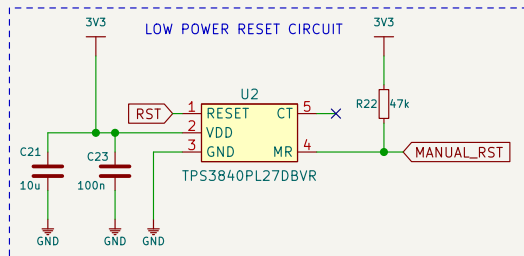 LOW POWER RESET CIRCUIT
3V3
3V3
U2
RST
1
RESET
CT
5
2
VDD
3
GND
MR
4
TPS3840PL27DBVR
R22
47k
MANUAL_RST
C21
10u
C23
100n
GND
GND
GND